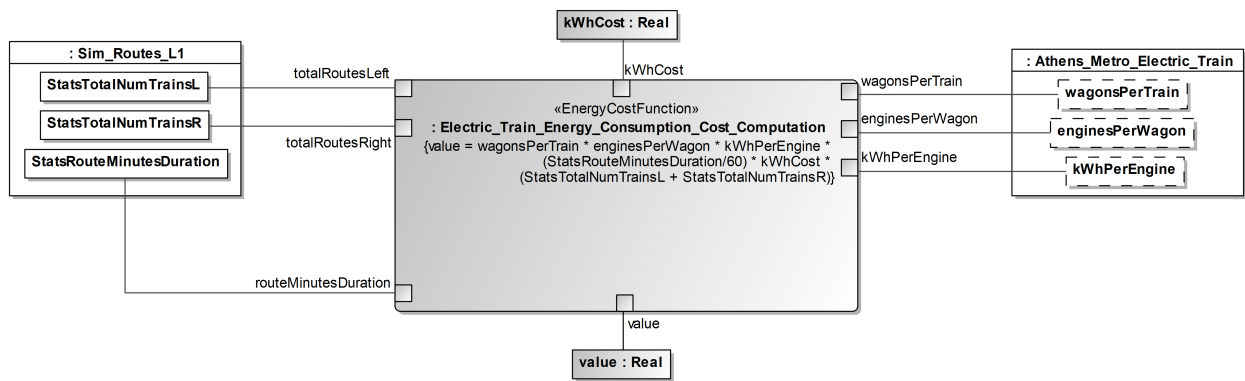 kWhCost : Real
: Sim_Routes_L1
StatsTotalNumTrainsL
StatsTotalNumTrainsR
StatsRouteMinutesDuration
totalRoutesLeft
totalRoutesRight
routeMinutesDuration
kWhCost
«EnergyCostFunction»
: Electric_Train_Energy_Consumption_Cost_Computation
{value = wagonsPerTrain * enginesPerWagon * kWhPerEngine *
(StatsRouteMinutesDuration/60) * kWhCost *
(StatsTotalNumTrainsL + StatsTotalNumTrainsR)}
wagonsPerTrain
enginesPerWagon
kWhPerEngine
: Athens_Metro_Electric_Train
wagonsPerTrain
enginesPerWagon
kWhPerEngine
value
value : Real